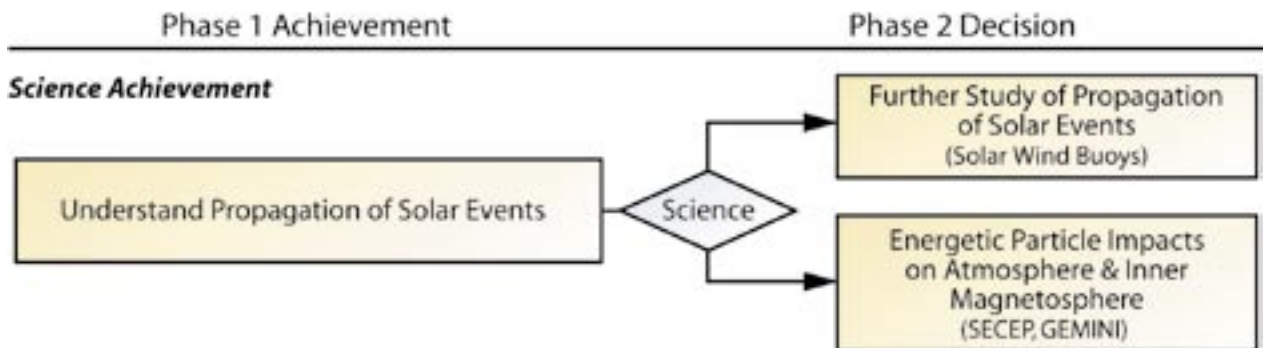 Phase 1 Achievement
Phase 2 Decision
Science Achievement
Understand Propagation of Solar Events
Science
Further Study of Propagation
of Solar Events
(Solar Wind Buoys)
Energetic Particle Impacts
on Atmosphere & Inner
Magnetosphere
(SECEP, GEMINI)